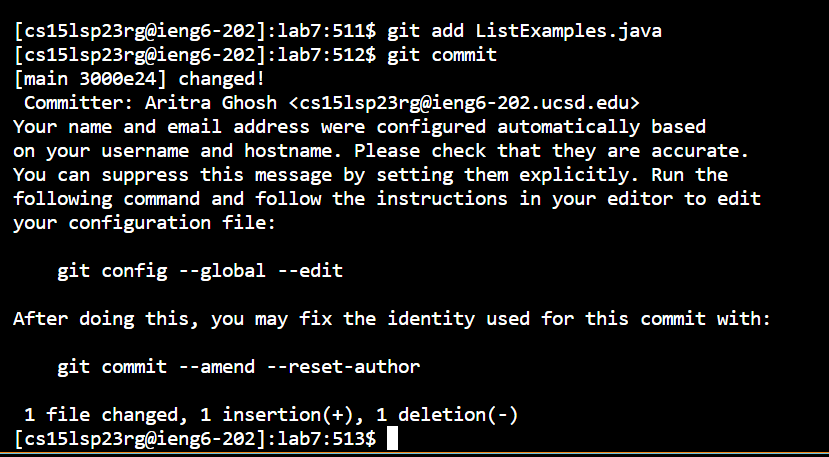 [cs15lsp23rg@ieng6-202]:lab7:511$ git add ListExamples.java
[cs15lsp23rg@ieng6-202]:lab7:512$ git commit
[main 3000e24] changed!
 Committer: Aritra Ghosh <cs15lsp23rg@ieng6-202.ucsd.edu>
Your name and email address were configured automatically based
on your username and hostname. Please check that they are accurate.
You can suppress this message by setting them explicitly. Run the
following command and follow the instructions in your editor to edit
your configuration file:

    git config --global --edit

After doing this, you may fix the identity used for this commit with:

    git commit --amend --reset-author

 1 file changed, 1 insertion(+), 1 deletion(-)
[cs15lsp23rg@ieng6-202]:lab7:513$